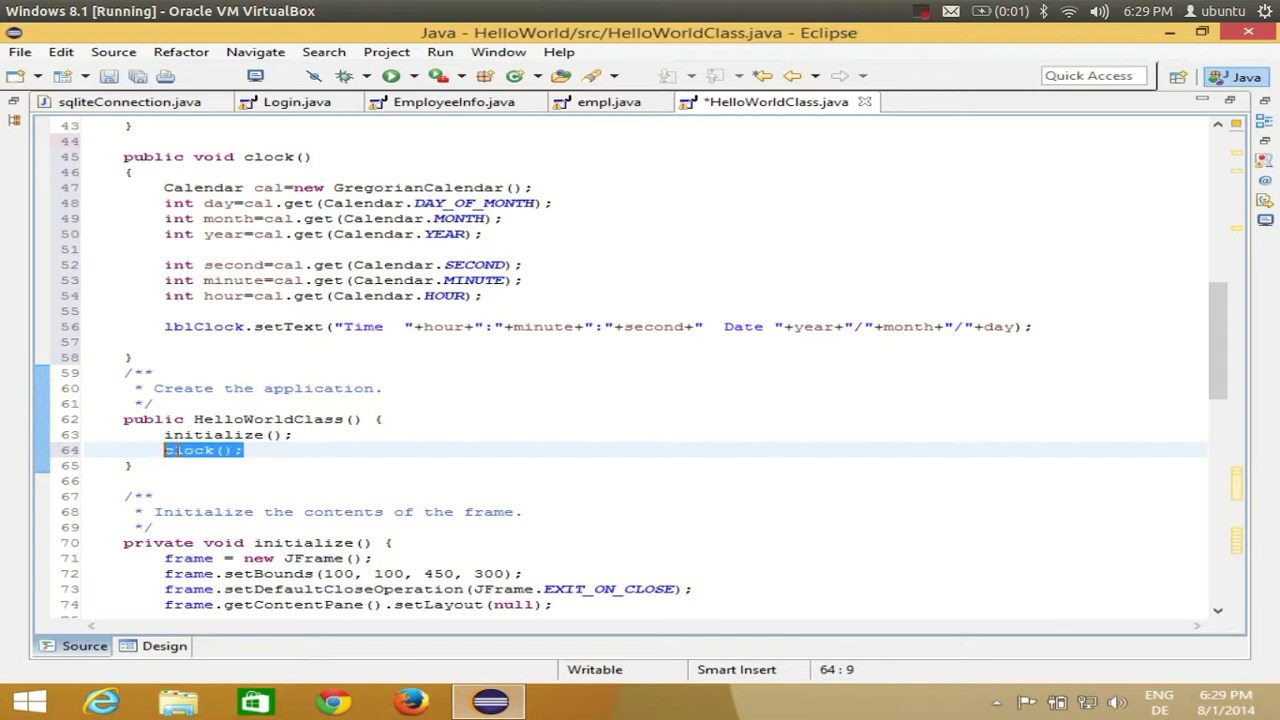 Windows 8.1 [Running] - Oracle VM VirtualBox
(0:01)
6:29 PM
ubuntu
Java - HelloWorld/src/HelloWorldClass.java - Eclipse
File Edit Source Refactor Navigate Search Project Run Window Help
Quick Access
Java
sqliteConnection.java
Login.java
EmployeeInfo.java
empl.java
*HelloWorldClass.java
43 }
44
45 public void clock()
46 {
47 Calendar cal=new GregorianCalendar();
48 int day=cal.get(Calendar.DAY_OF_MONTH);
49 int month=cal.get(Calendar.MONTH);
50 int year=cal.get(Calendar.YEAR);
51
52 int second=cal.get(Calendar.SECOND);
53 int minute=cal.get(Calendar.MINUTE);
54 int hour=cal.get(Calendar.HOUR);
55
56 lblClock.setText("Time  "+hour+":"+minute+":"+second+"  Date "+year+"/"+month+"/"+day);
57
58 }
59 /**
60 * Create the application.
61 */
62 public HelloWorldClass() {
63 initialize();
64 clock();
65 }
66
67 /**
68 * Initialize the contents of the frame.
69 */
70 private void initialize() {
71 frame = new JFrame();
72 frame.setBounds(100, 100, 450, 300);
73 frame.setDefaultCloseOperation(JFrame.EXIT_ON_CLOSE);
74 frame.getContentPane().setLayout(null);
Source Design
Writable
Smart Insert
64 : 9
ENG
DE
6:29 PM
8/1/2014